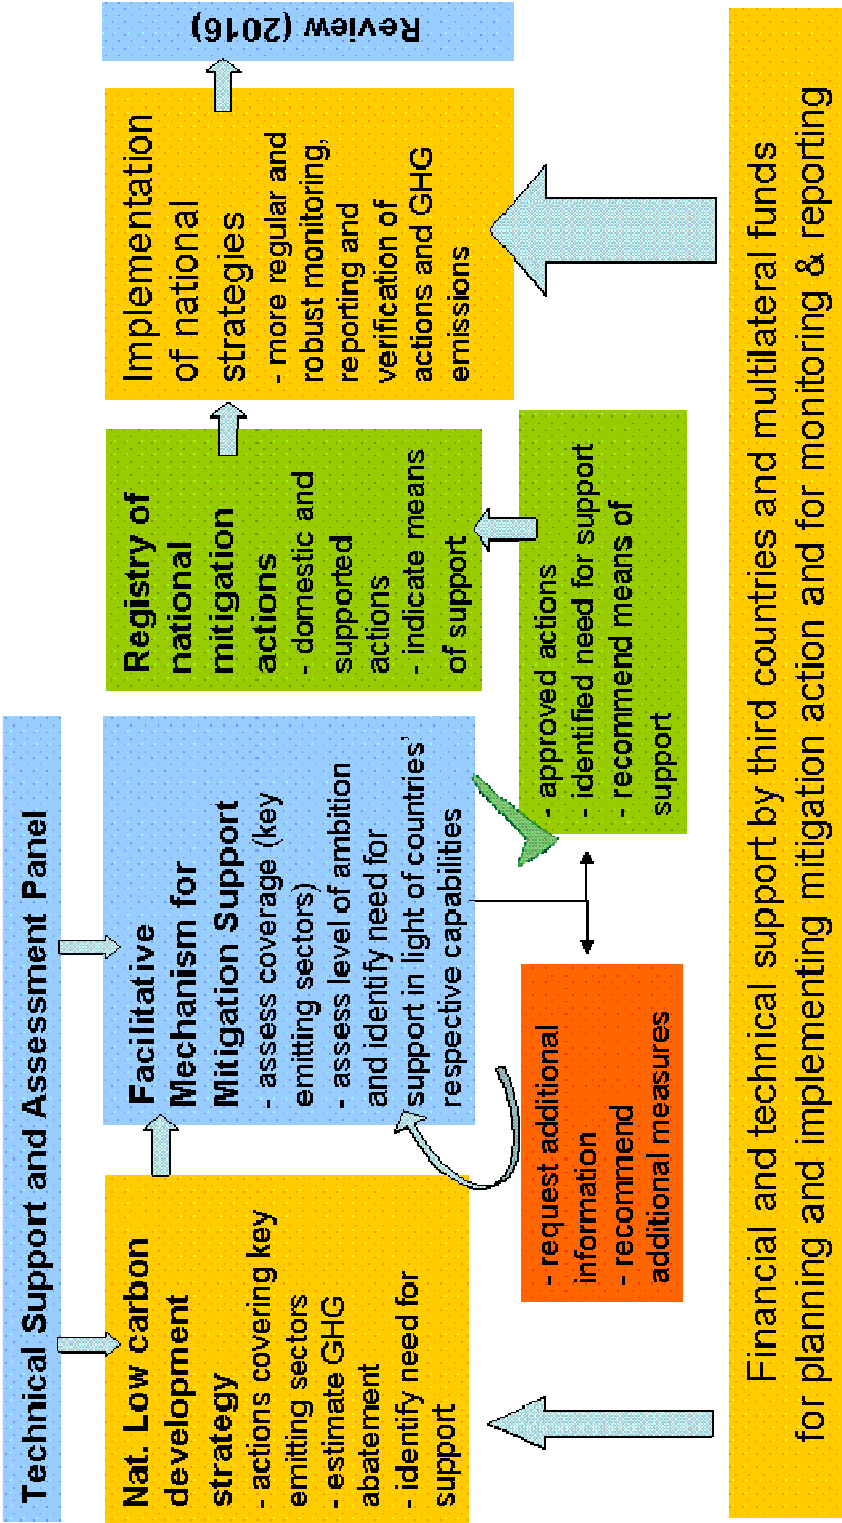 Technical Support and Assessment Panel
Nat. Low carbon
development
strategy
- actions covering key
emitting sectors
- estimate GHG
abatement
- identify need for
support
Facilitative
Mechanism for
Mitigation Support
- assess coverage (key
emitting sectors)
- assess level of ambition
and identify need for
support in light of countries’
respective capabilities
- request additional
information
- recommend
additional measures
- approved actions
- identified need for support
- recommend means of
support
Registry of
national
mitigation
actions
- domestic and
supported
actions
- indicate means
of support
Implementation
of national
strategies
- more regular and
robust monitoring,
reporting and
verification of
actions and GHG
emissions
Review (2016)
Financial and technical support by third countries and multilateral funds
for planning and implementing mitigation action and for monitoring & reporting